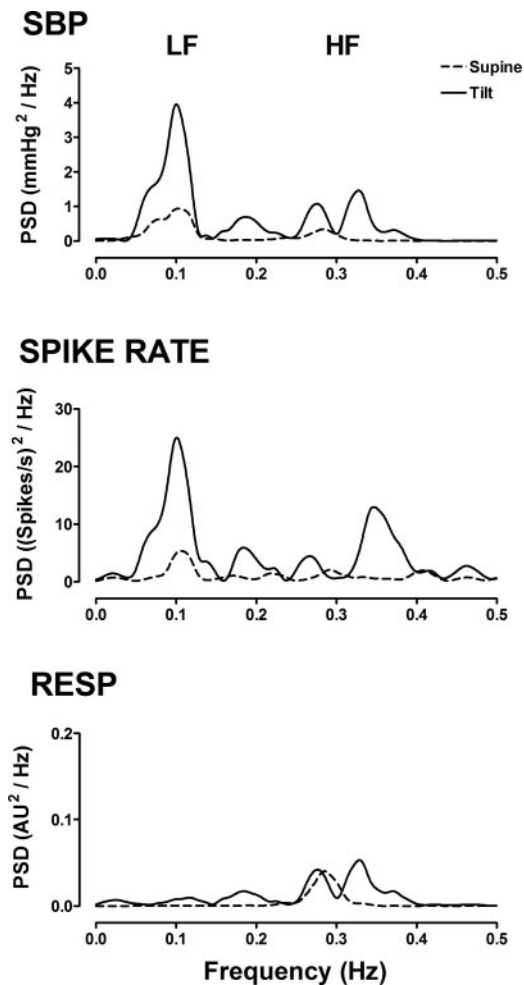 SBP
LF HF
Supine
Tilt
PSD (mmHg² / Hz)
5
4
3
2
1
0
0.0 0.1 0.2 0.3 0.4 0.5
SPIKE RATE
PSD ((Spikes/s)² / Hz)
30
20
10
0
0.0 0.1 0.2 0.3 0.4 0.5
RESP
PSD (AU² / Hz)
0.2
0.1
0.0
0.0 0.1 0.2 0.3 0.4 0.5
Frequency (Hz)